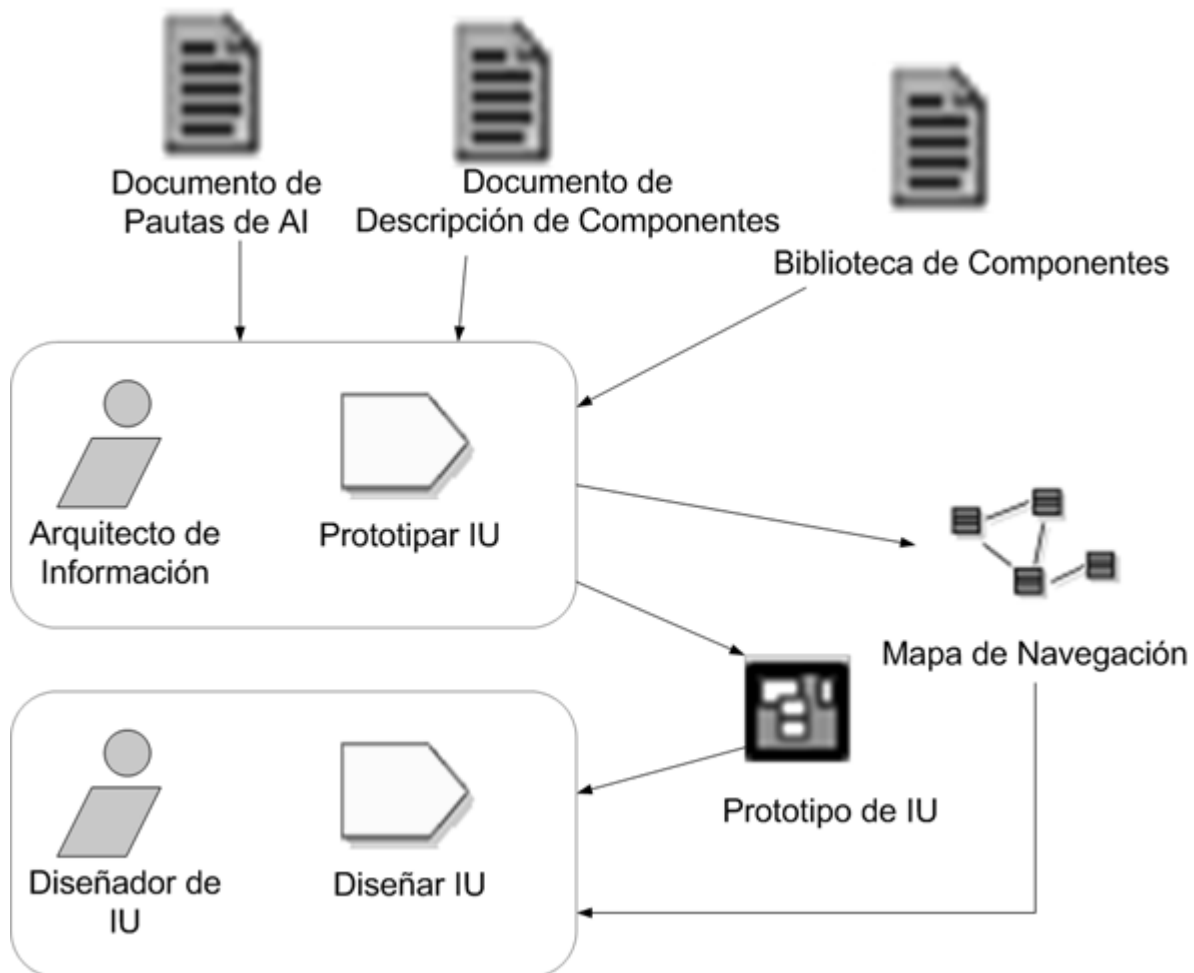 Documento de
Pautas de AI
Documento de
Descripción de Componentes
Biblioteca de Componentes
Arquitecto de
Información
Prototipar IU
Mapa de Navegación
Prototipo de IU
Diseñador de
IU
Diseñar IU